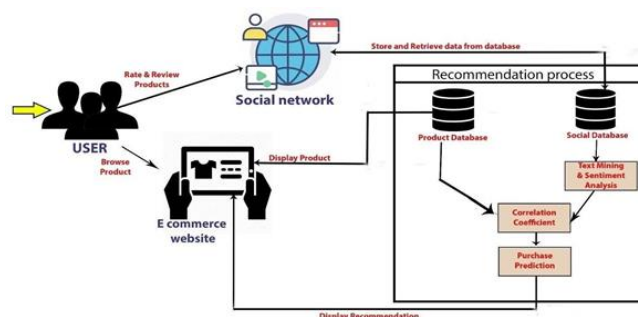 Store and Retrieve data from database
Rate & Review
Products
Social network
Recommendation process
USER
Product Database
Social Database
Browse
Product
Display Product
Text Mining
& Sentiment
Analysis
E commerce
website
Correlation
Coefficient
Purchase
Prediction
Display Recommendation